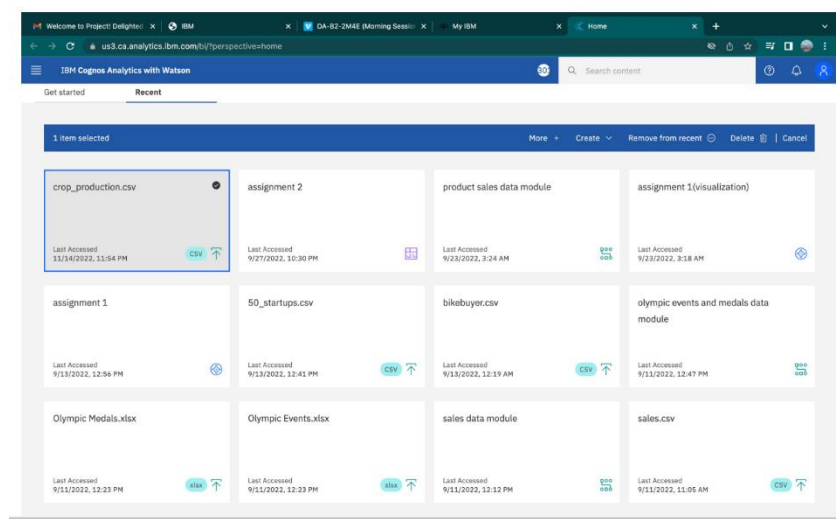 Welcome to Project! Delighted
IBM
DA-B2-2M4E (Morning Session
My IBM
Home
us3.ca.analytics.ibm.com/bi/?perspective=home
IBM Cognos Analytics with Watson
30
Search content
Get started
Recent
1 item selected
More +
Create
Remove from recent
Delete
| Cancel
crop_production.csv
assignment 2
product sales data module
assignment 1(visualization)
Last Accessed
11/14/2022, 11:54 PM
CSV
Last Accessed
9/27/2022, 10:30 PM
Last Accessed
9/23/2022, 3:24 AM
Last Accessed
9/23/2022, 3:18 AM
assignment 1
50_startups.csv
bikebuyer.csv
olympic events and medals data
module
Last Accessed
9/13/2022, 12:56 PM
Last Accessed
9/13/2022, 12:41 PM
CSV
Last Accessed
9/13/2022, 12:19 AM
CSV
Last Accessed
9/11/2022, 12:47 PM
Olympic Medals.xlsx
Olympic Events.xlsx
sales data module
sales.csv
Last Accessed
9/11/2022, 12:23 PM
xlsx
Last Accessed
9/11/2022, 12:23 PM
xlsx
Last Accessed
9/11/2022, 12:12 PM
Last Accessed
9/11/2022, 11:05 AM
CSV